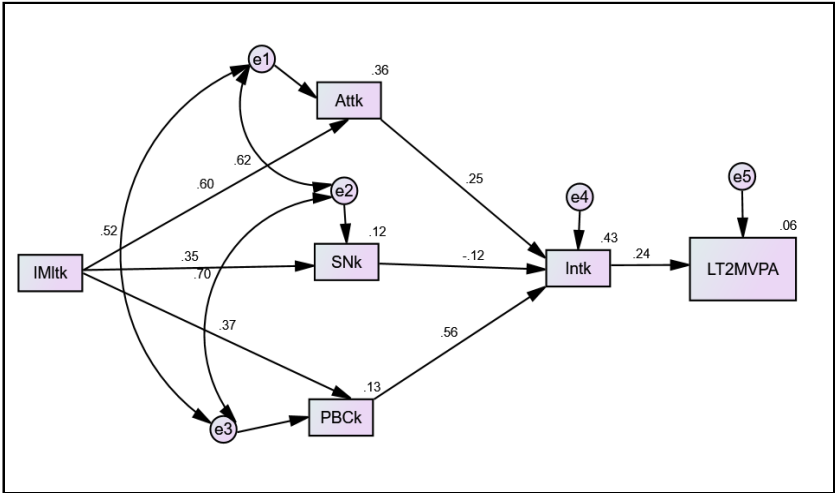 e1
.36
Attk
.62
.60
.25
e2
e4
e5
.52
.12
.43
.06
IMItk
.35
SNk
-.12
Intk
.24
LT2MVPA
.70
.37
.56
.13
e3
PBCk